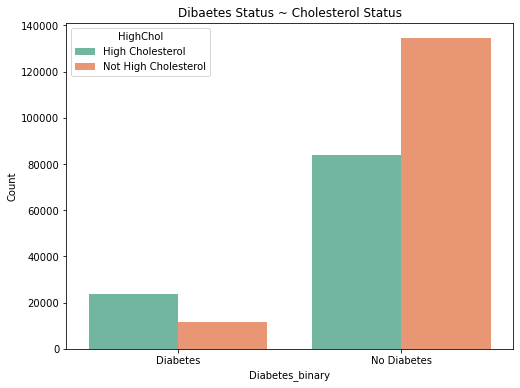 Dibaetes Status ~ Cholesterol Status
HighChol
High Cholesterol
Not High Cholesterol
140000
120000
100000
80000
60000
40000
20000
0
Count
Diabetes
No Diabetes
Diabetes_binary